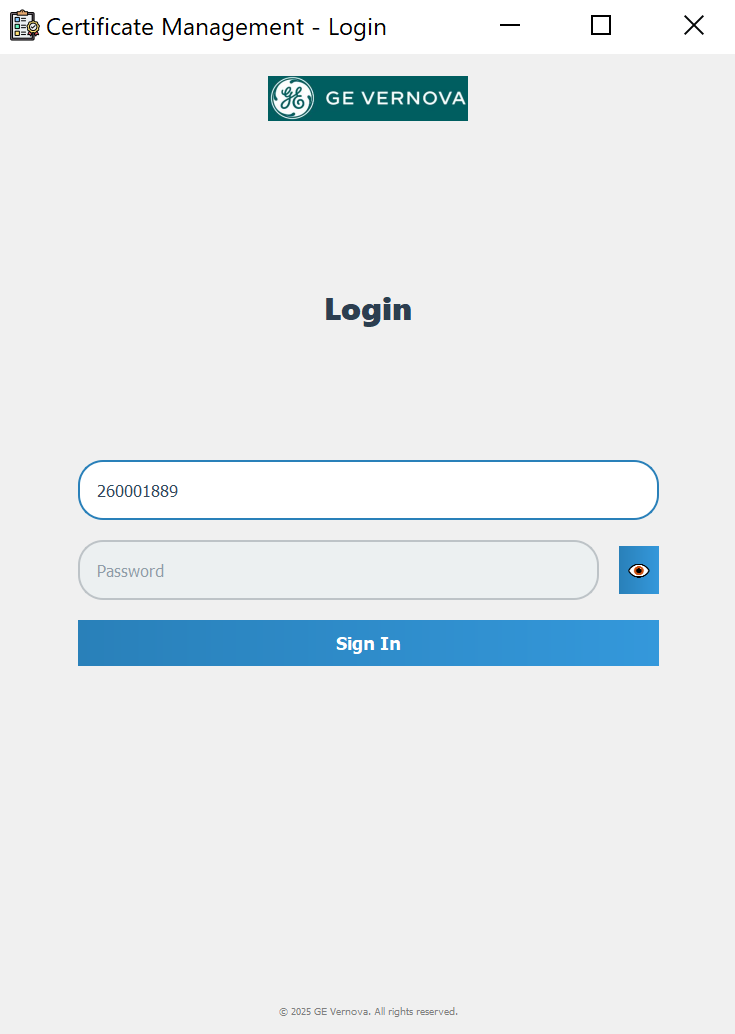 Certificate Management - Login
GE VERNOVA
Login
260001889
Password
Sign In
© 2025 GE Vernova. All rights reserved.